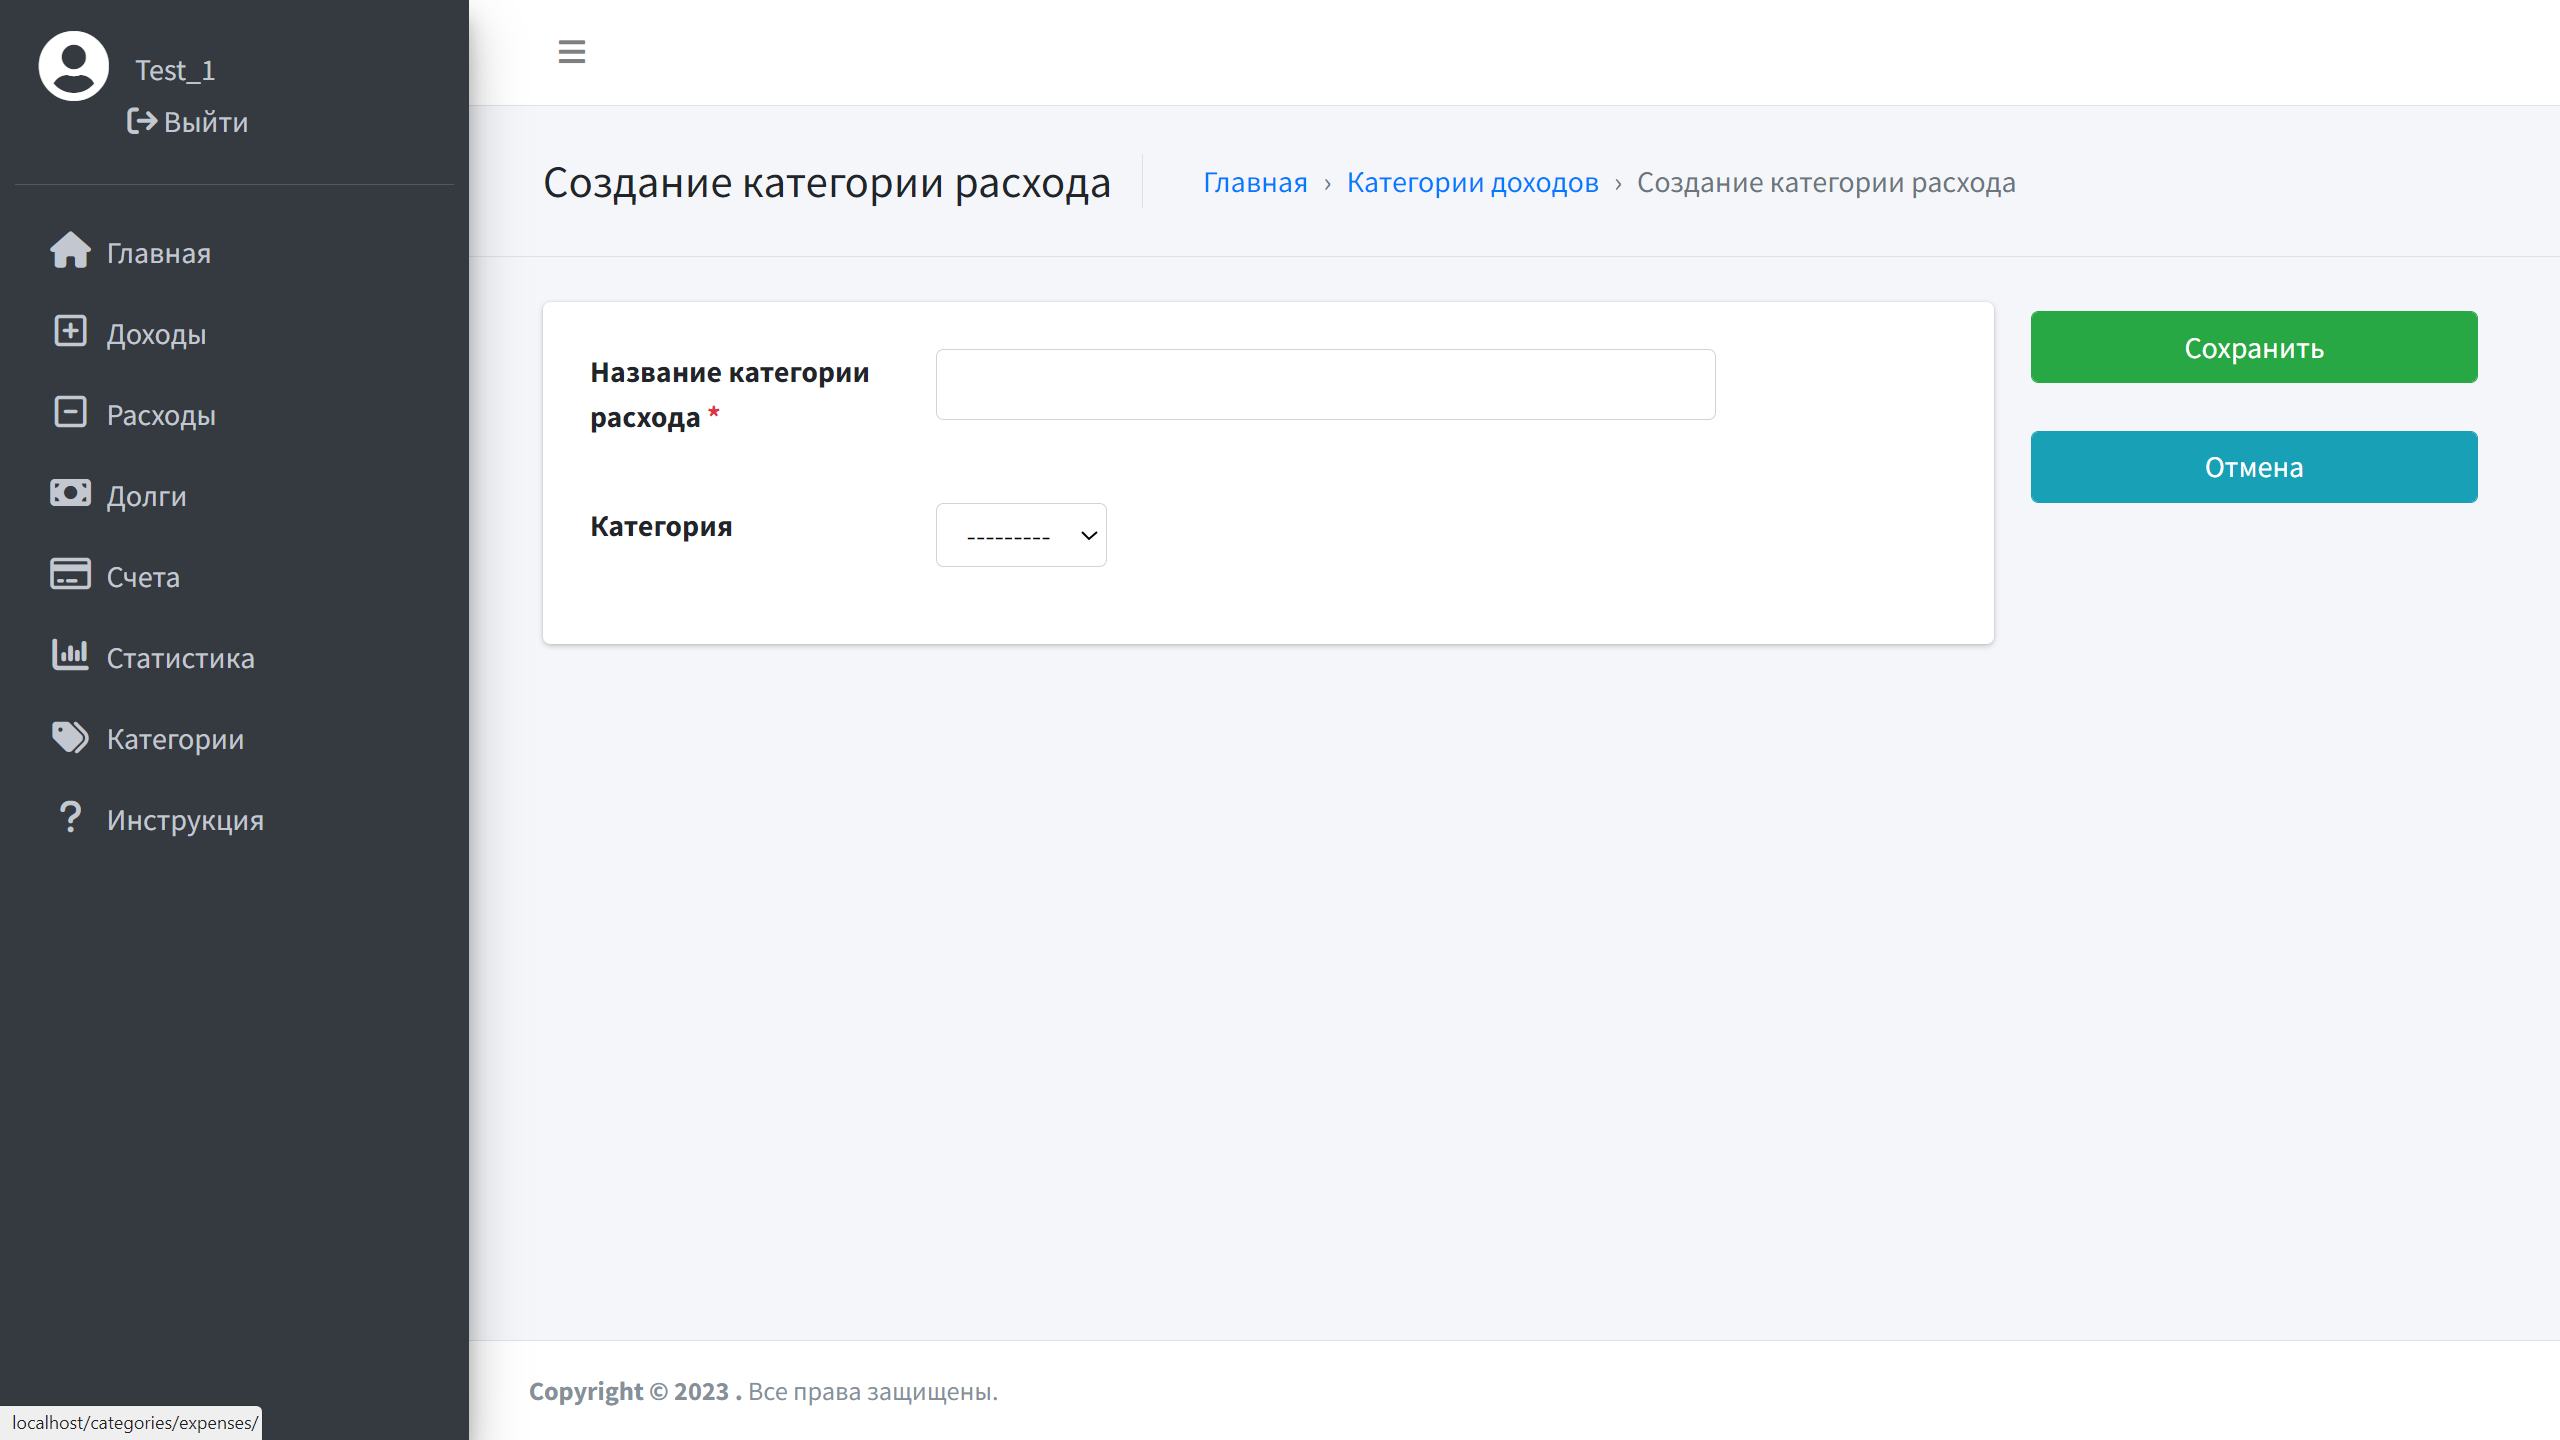 Test_1
Выйти
Главная
Доходы
Расходы
Долги
Счета
Статистика
Категории
Инструкция
Создание категории расхода
Главная › Категории доходов › Создание категории расхода
Название категории
расхода *
Категория
---------
Сохранить
Отмена
Copyright © 2023 . Все права защищены.
localhost/categories/expenses/